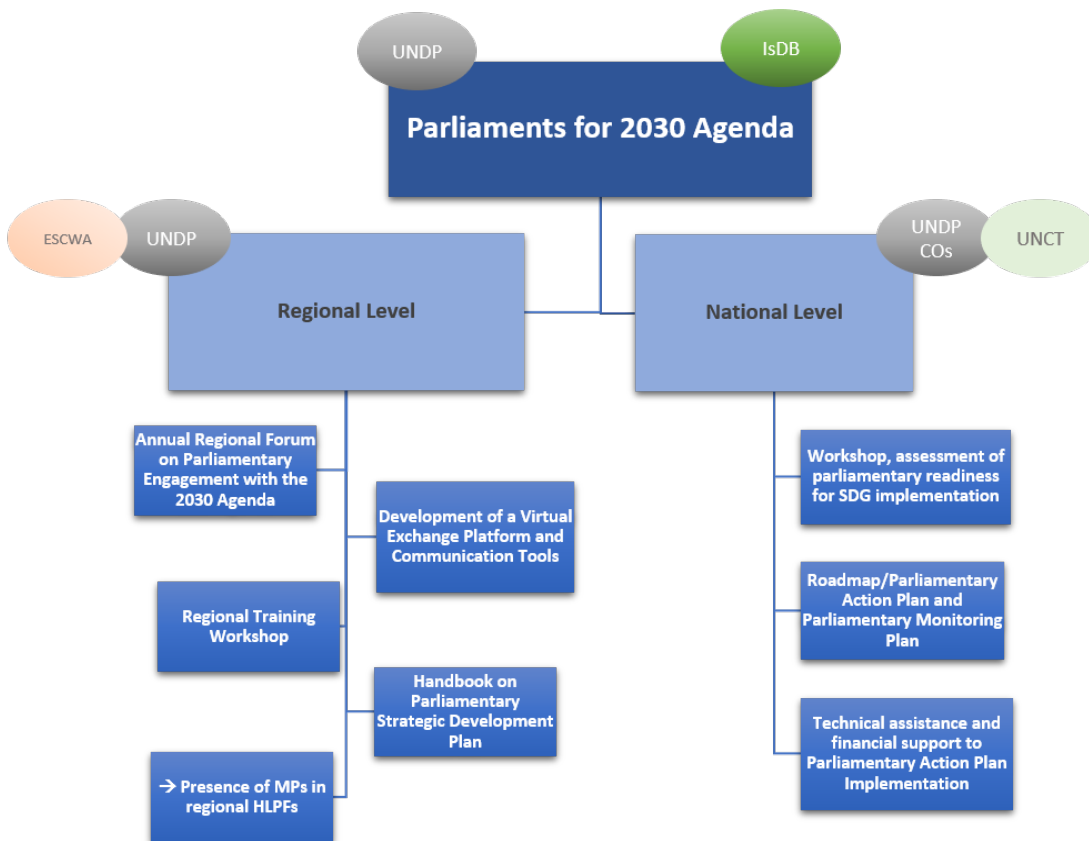 UNDP
IsDB
Parliaments for 2030 Agenda
ESCWA
UNDP
UNDP
COs
UNCT
Regional Level
National Level
Annual Regional Forum
on Parliamentary
Engagement with the
2030 Agenda
Development of a Virtual
Exchange Platform and
Communication Tools
Regional Training
Workshop
Handbook on
Parliamentary
Strategic Development
Plan
→ Presence of MPs in
regional HLPFs
Workshop, assessment of
parliamentary readiness
for SDG implementation
Roadmap/Parliamentary
Action Plan and
Parliamentary Monitoring
Plan
Technical assistance and
financial support to
Parliamentary Action Plan
Implementation